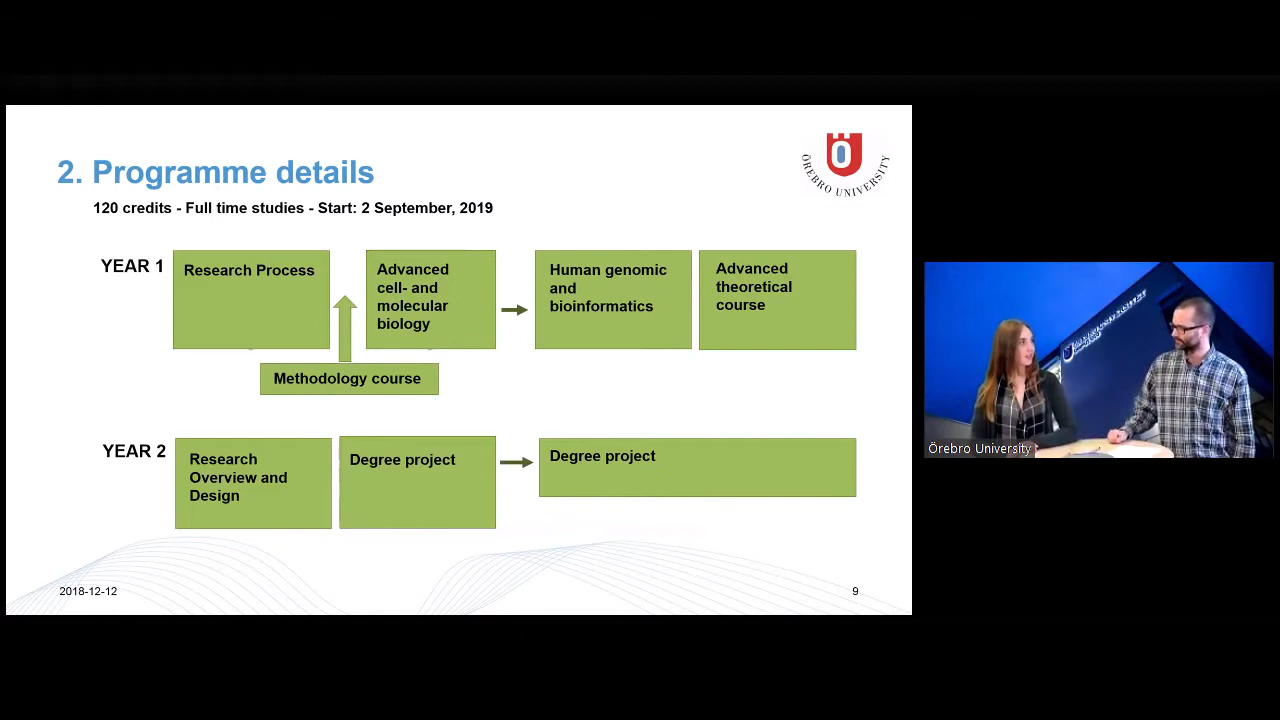 2. Programme details
ÖREBRO UNIVERSITY
120 credits - Full time studies - Start: 2 September, 2019
YEAR 1
Research Process
Advanced
cell- and
molecular
biology
Human genomic
and
bioinformatics
Advanced
theoretical
course
Methodology course
YEAR 2
Research
Overview and
Design
Degree project
Degree project
2018-12-12
9
Örebro University